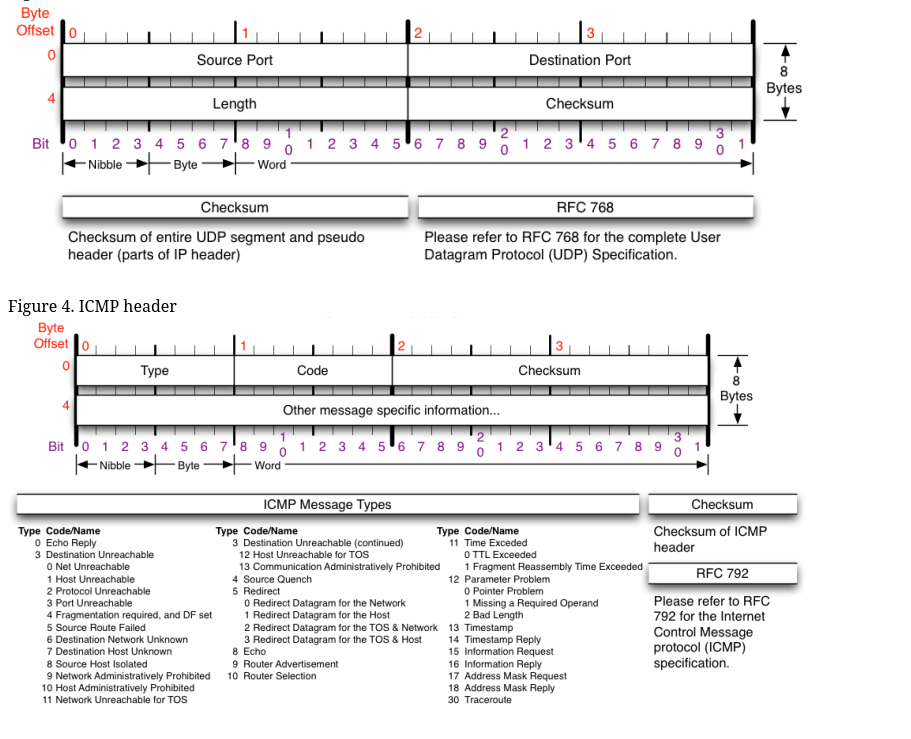 Byte
Offset
0 1 2 3
0 Source Port Destination Port
8
Bytes
4 Length Checksum
Bit 0 1 2 3 4 5 6 7 8 9 10 1 2 3 4 5 6 7 8 9 20 1 2 3 4 5 6 7 8 9 30 1
Nibble Byte Word
Checksum RFC 768
Checksum of entire UDP segment and pseudo
header (parts of IP header)
Please refer to RFC 768 for the complete User
Datagram Protocol (UDP) Specification.
Figure 4. ICMP header
Byte
Offset
0 1 2 3
0 Type Code Checksum
8
Bytes
4 Other message specific information...
Bit 0 1 2 3 4 5 6 7 8 9 10 1 2 3 4 5 6 7 8 9 20 1 2 3 4 5 6 7 8 9 30 1
Nibble Byte Word
ICMP Message Types
Type Code/Name
0 Echo Reply
3 Destination Unreachable
0 Net Unreachable
1 Host Unreachable
2 Protocol Unreachable
3 Port Unreachable
4 Fragmentation required, and DF set
5 Source Route Failed
6 Destination Network Unknown
7 Destination Host Unknown
8 Source Host Isolated
9 Network Administratively Prohibited
10 Host Administratively Prohibited
11 Network Unreachable for TOS
Type Code/Name
3 Destination Unreachable (continued)
12 Host Unreachable for TOS
13 Communication Administratively Prohibited
4 Source Quench
5 Redirect
0 Redirect Datagram for the Network
1 Redirect Datagram for the Host
2 Redirect Datagram for the TOS & Network
3 Redirect Datagram for the TOS & Host
8 Echo
9 Router Advertisement
10 Router Selection
Type Code/Name
11 Time Exceded
0 TTL Exceeded
1 Fragment Reassembly Time Exceeded
12 Parameter Problem
0 Pointer Problem
1 Missing a Required Operand
2 Bad Length
13 Timestamp
14 Timestamp Reply
15 Information Request
16 Information Reply
17 Address Mask Request
18 Address Mask Reply
30 Traceroute
Checksum
Checksum of ICMP
header
RFC 792
Please refer to RFC
792 for the Internet
Control Message
protocol (ICMP)
specification.